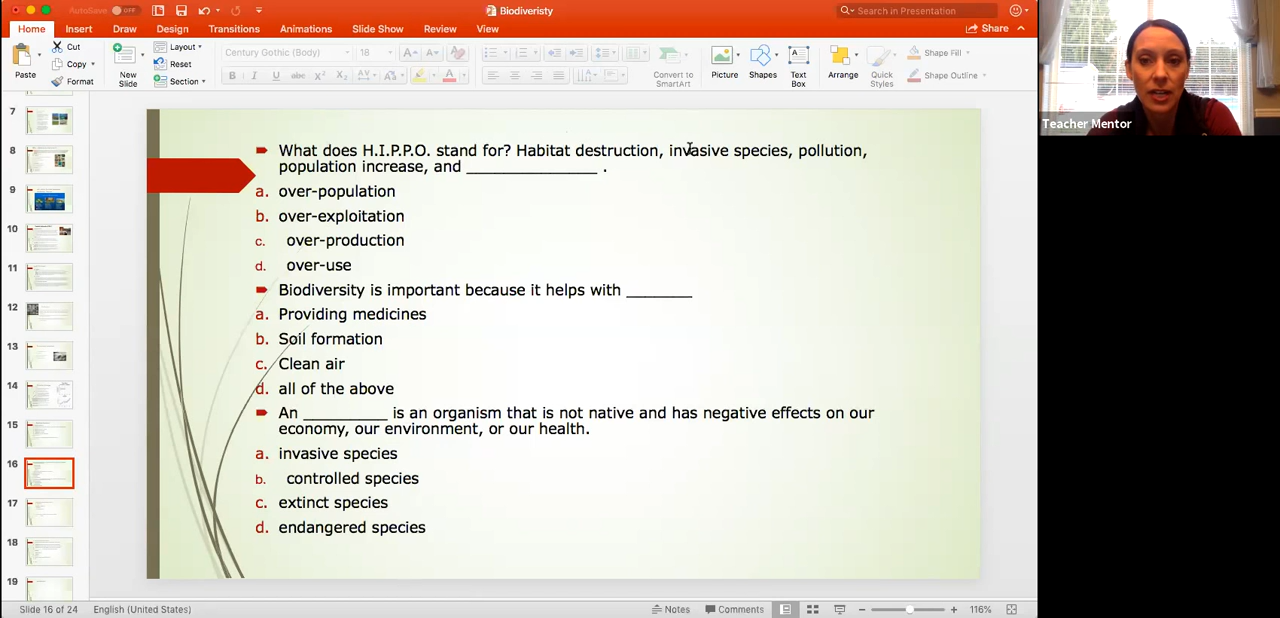 AutoSave OFF
Biodiveristy
Search in Presentation
Home Insert Draw Design Transitions Animations Slide Show Review View
Share
Paste
Cut
Copy
Format
New Slide
Layout
Reset
Section
Century Gothic (Body)
Convert to SmartArt
Picture
Shapes
Text Box
Arrange
Quick Styles
Shape Fill
Shape Outline
Teacher Mentor
7
8
9
10
11
12
13
14
15
16
17
18
19
What does H.I.P.P.O. stand for? Habitat destruction, invasive species, pollution,
population increase, and _______________ .
a. over-population
b. over-exploitation
c. over-production
d. over-use
Biodiversity is important because it helps with ________
a. Providing medicines
b. Soil formation
c. Clean air
d. all of the above
An __________ is an organism that is not native and has negative effects on our
economy, our environment, or our health.
a. invasive species
b. controlled species
c. extinct species
d. endangered species
Slide 16 of 24 English (United States)
Notes Comments 116%